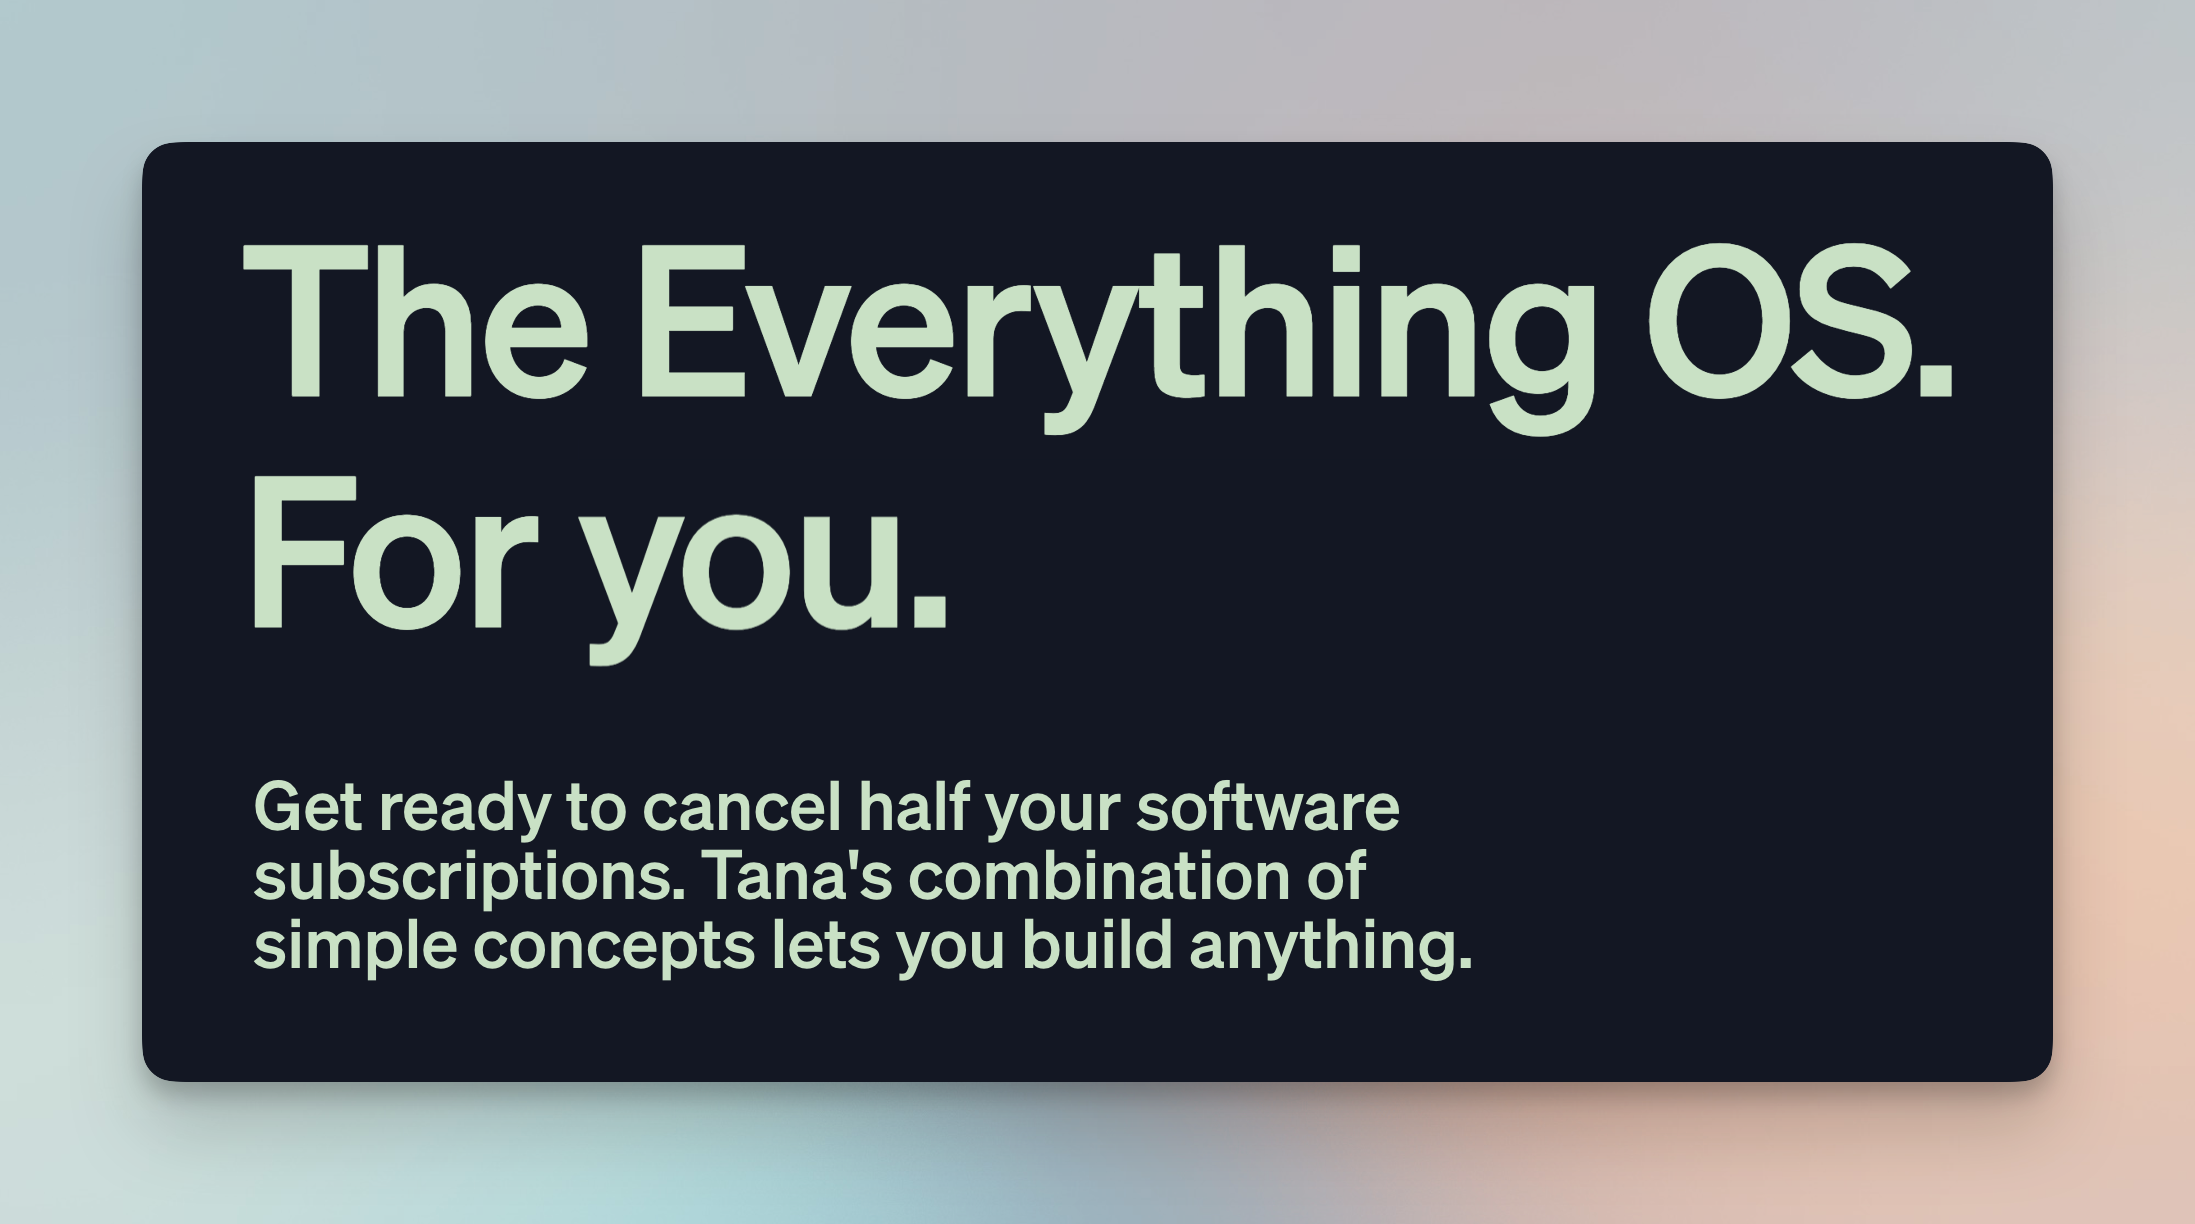 The Everything OS.
For you.
Get ready to cancel half your software
subscriptions. Tana's combination of
simple concepts lets you build anything.